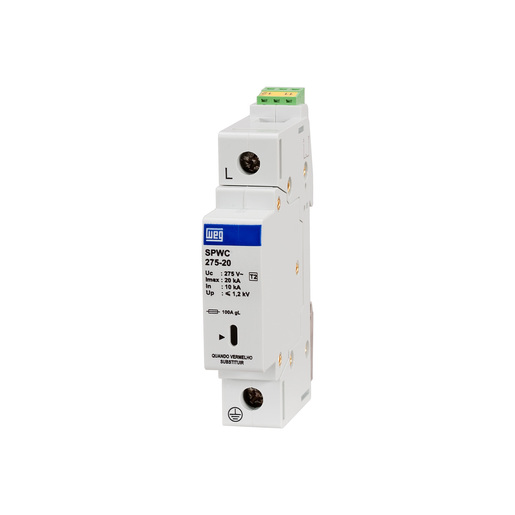 L
WEG
SPWC
275-20
Uc : 275 V~
Imax : 20 kA
In : 10 kA
Up : ≤ 1,2 kV
T2
100A gL
QUANDO VERMELHO
SUBSTITUIR